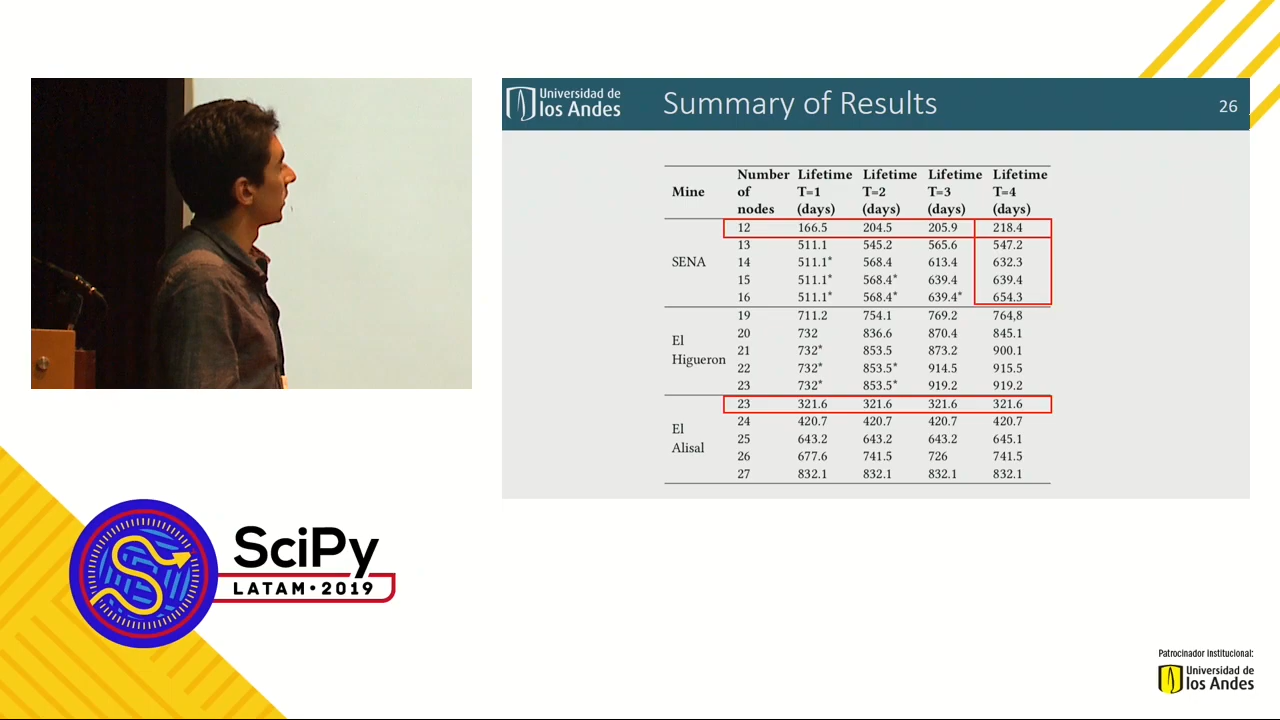 Universidad de
los Andes
Summary of Results
26
Mine Number of nodes Lifetime T=1 (days) Lifetime T=2 (days) Lifetime T=3 (days) Lifetime T=4 (days)
SENA
12 166.5 204.5 205.9 218.4
13 511.1 545.2 565.6 547.2
14 511.1* 568.4 613.4 632.3
15 511.1* 568.4* 639.4 639.4
16 511.1* 568.4* 639.4* 654.3
El Higueron
19 711.2 754.1 769.2 764,8
20 732 836.6 870.4 845.1
21 732* 853.5 873.2 900.1
22 732* 853.5* 914.5 915.5
23 732* 853.5* 919.2 919.2
El Alisal
23 321.6 321.6 321.6 321.6
24 420.7 420.7 420.7 420.7
25 643.2 643.2 643.2 645.1
26 677.6 741.5 726 741.5
27 832.1 832.1 832.1 832.1
SciPy
LATAM•2019
Patrocinador Institucional:
Universidad de
los Andes